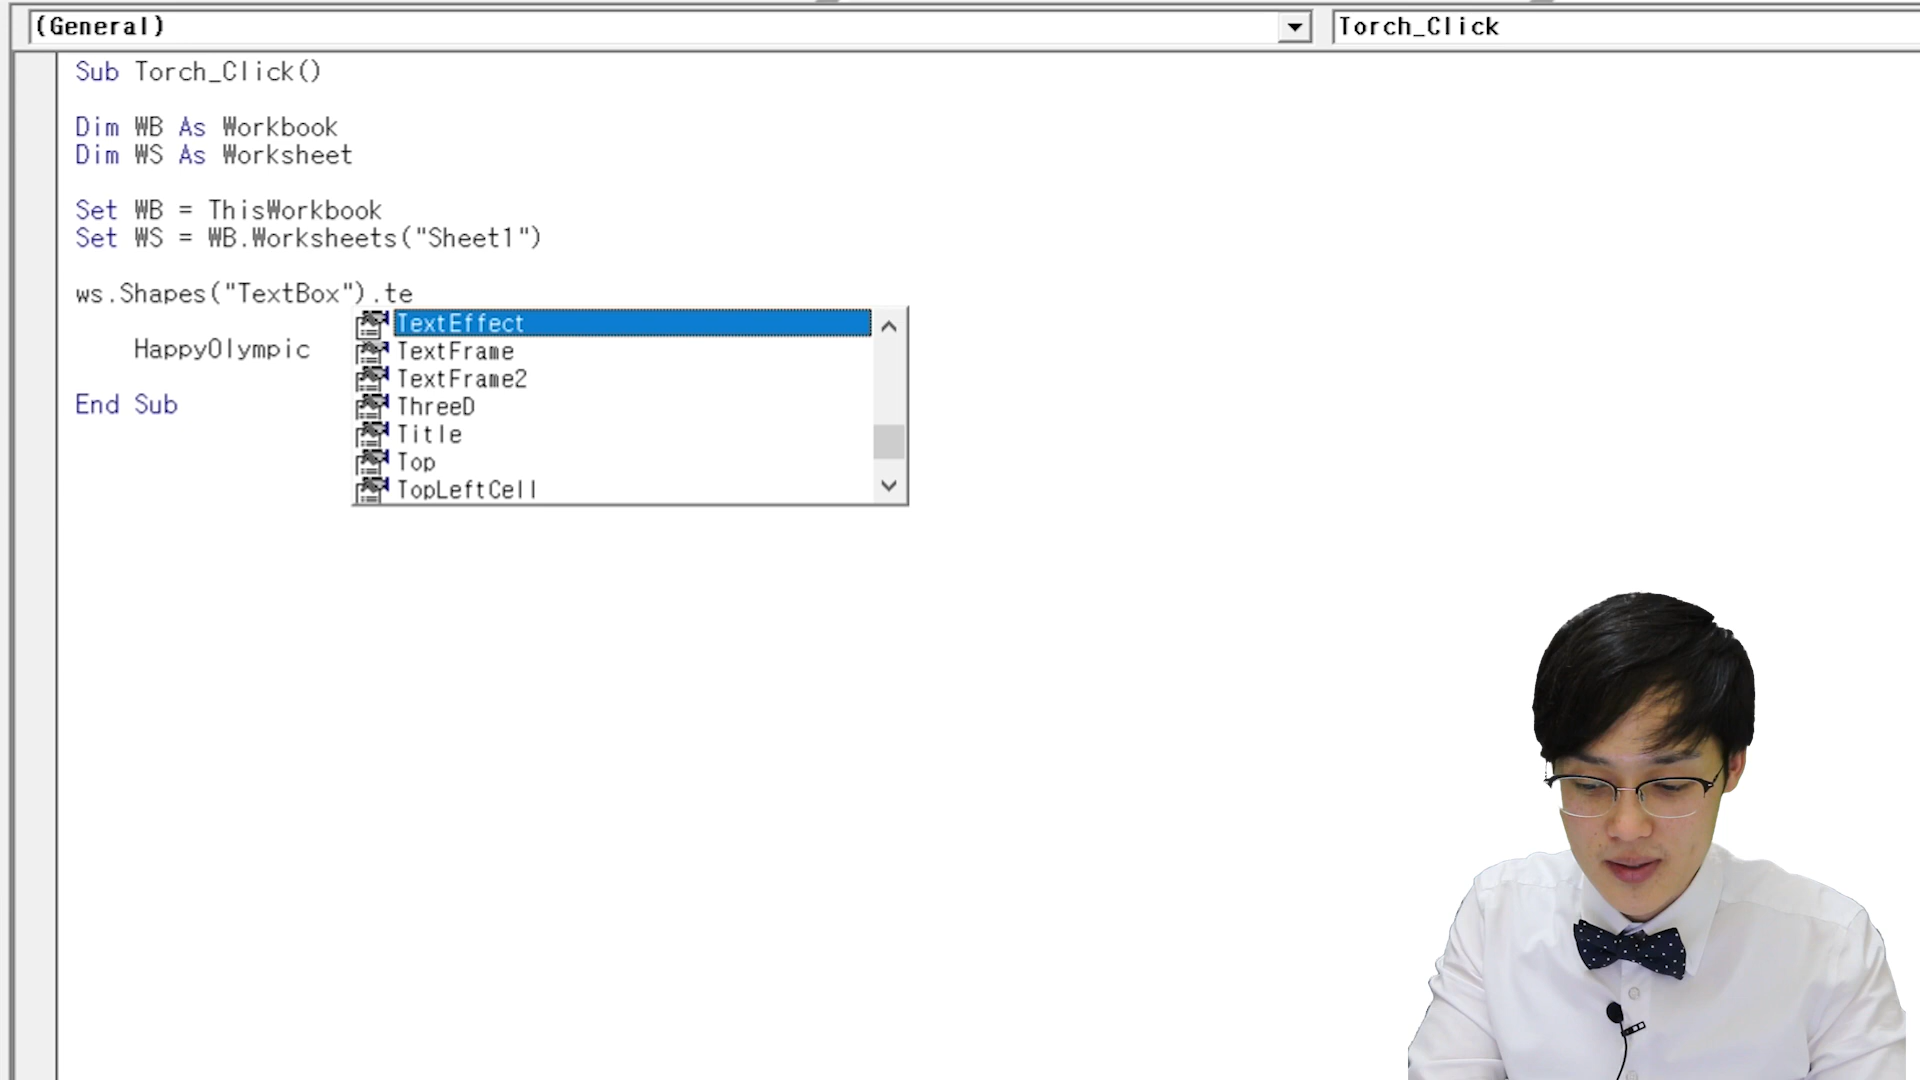 (General)
Torch_Click
Sub Torch_Click()
Dim WB As Workbook
Dim WS As Worksheet
Set WB = ThisWorkbook
Set WS = WB.Worksheets("Sheet1")
ws.Shapes("TextBox").te
TextEffect
TextFrame
HappyOlympic
TextFrame2
End Sub
ThreeD
Title
Top
TopLeftCell